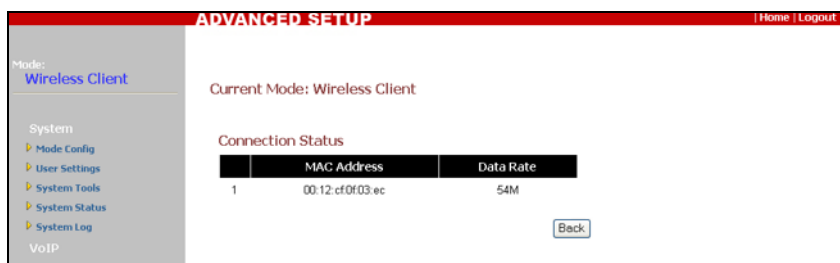 ADVANCED SETUP
| Home | Logout
Mode:
Wireless Client
System
Mode Config
User Settings
System Tools
System Status
System Log
VoIP
Current Mode: Wireless Client
Connection Status
MAC Address Data Rate
1 00:12:cf:0f:03:ec 54M
Back